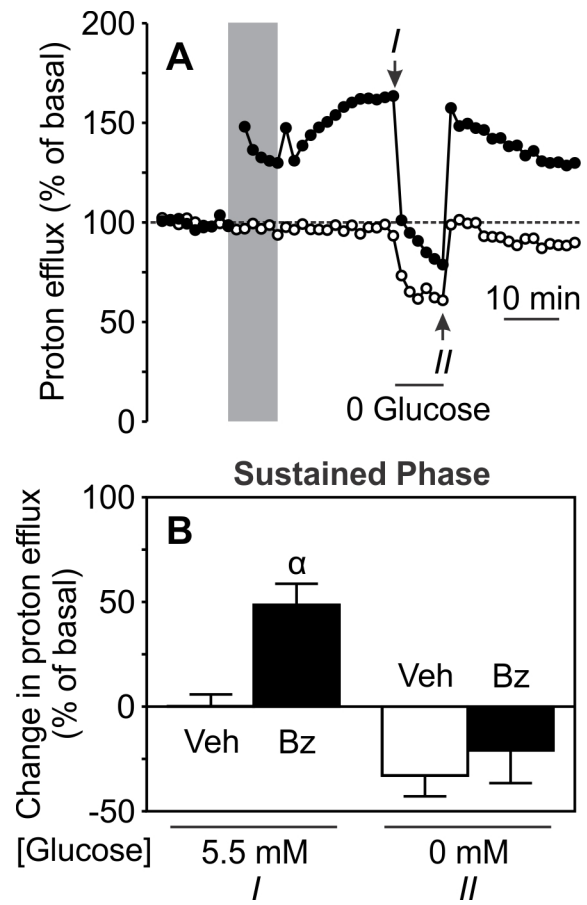 200
150
100
50
0
Proton efflux (% of basal)
A
I
10 min
II
0 Glucose
Sustained Phase
100
50
0
-50
Change in proton efflux
(% of basal)
B
α
Veh
Bz
Veh
Bz
[Glucose]
5.5 mM
0 mM
I
II